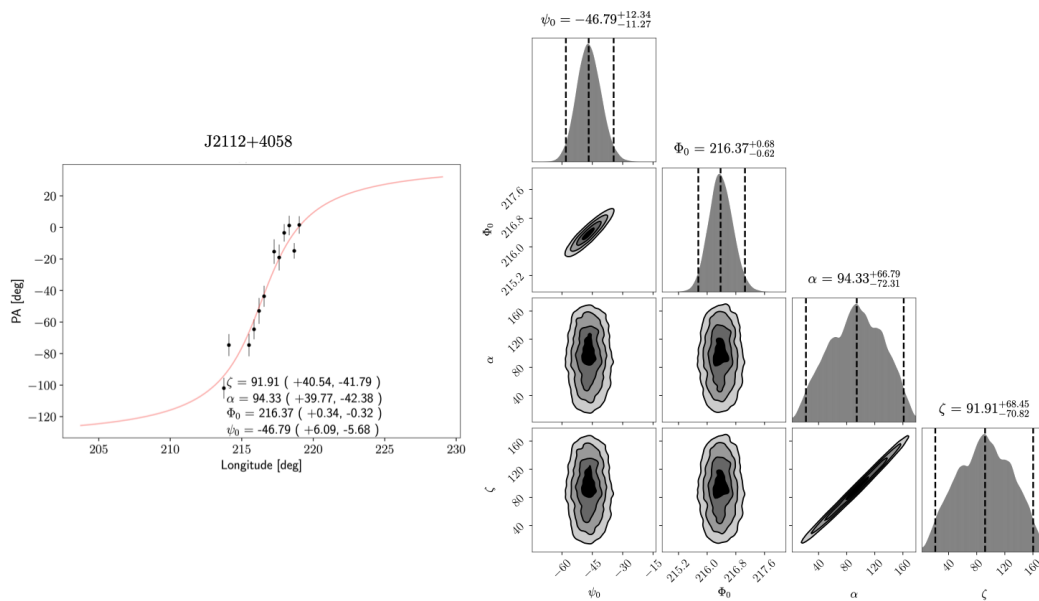 J2112+4058
PA [deg]
20
0
−20
−40
−60
−80
−100
−120
ζ = 91.91 ( +40.54, -41.79 )
α = 94.33 ( +39.77, -42.38 )
Φ₀ = 216.37 ( +0.34, -0.32 )
ψ₀ = -46.79 ( +6.09, -5.68 )
205 210 215 220 225 230
Longitude [deg]
ψ₀ = −46.79+12.34−11.27
Φ₀ = 216.37+0.68−0.62
Φ₀
217.6
216.8
216.0
215.2
α = 94.33+66.79−72.31
α
160
120
80
40
ζ = 91.91+68.45−70.82
ζ
160
120
80
40
−60 −45 −30 −15
ψ₀
215.2 216.0 216.8 217.6
Φ₀
40 80 120 160
α
40 80 120 160
ζ